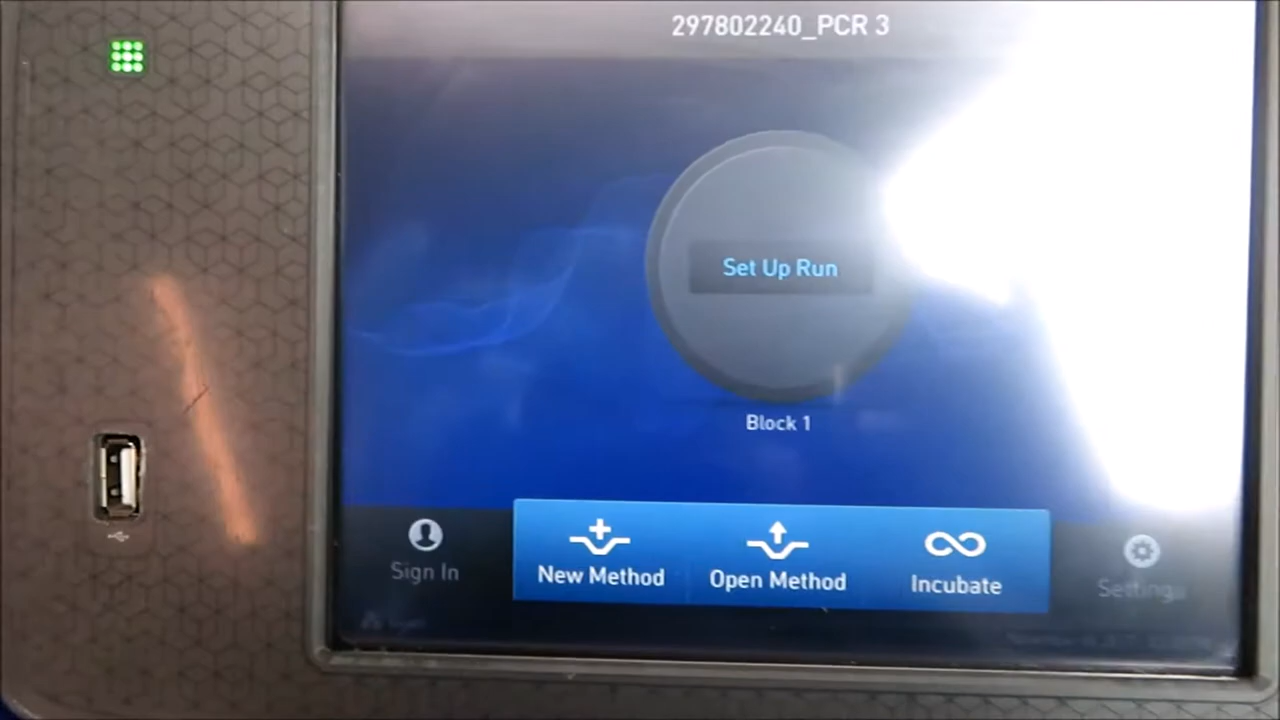 297802240_PCR 3
Set Up Run
Block 1
Sign In
New Method
Open Method
Incubate
Settings